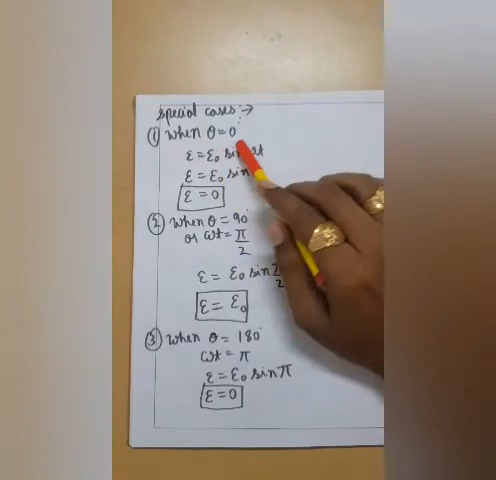 special cases:→
① when θ=0°
ε=ε₀ sin
ε=ε₀ sin
ε=0
② when θ=90°
or ωt=π/2
ε=ε₀ sin π/2
ε=ε₀
③ when θ=180°
ωt=π
ε=ε₀ sinπ
ε=0